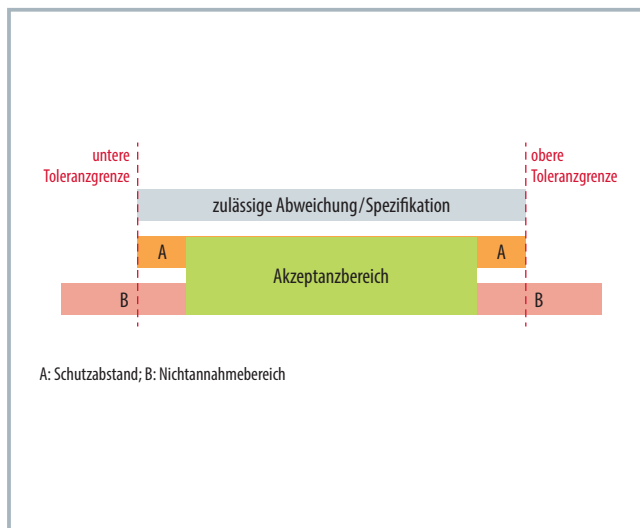 untere
Toleranzgrenze
obere
Toleranzgrenze
zulässige Abweichung/Spezifikation
A
A
Akzeptanzbereich
B
B
A: Schutzabstand; B: Nichtannahmebereich